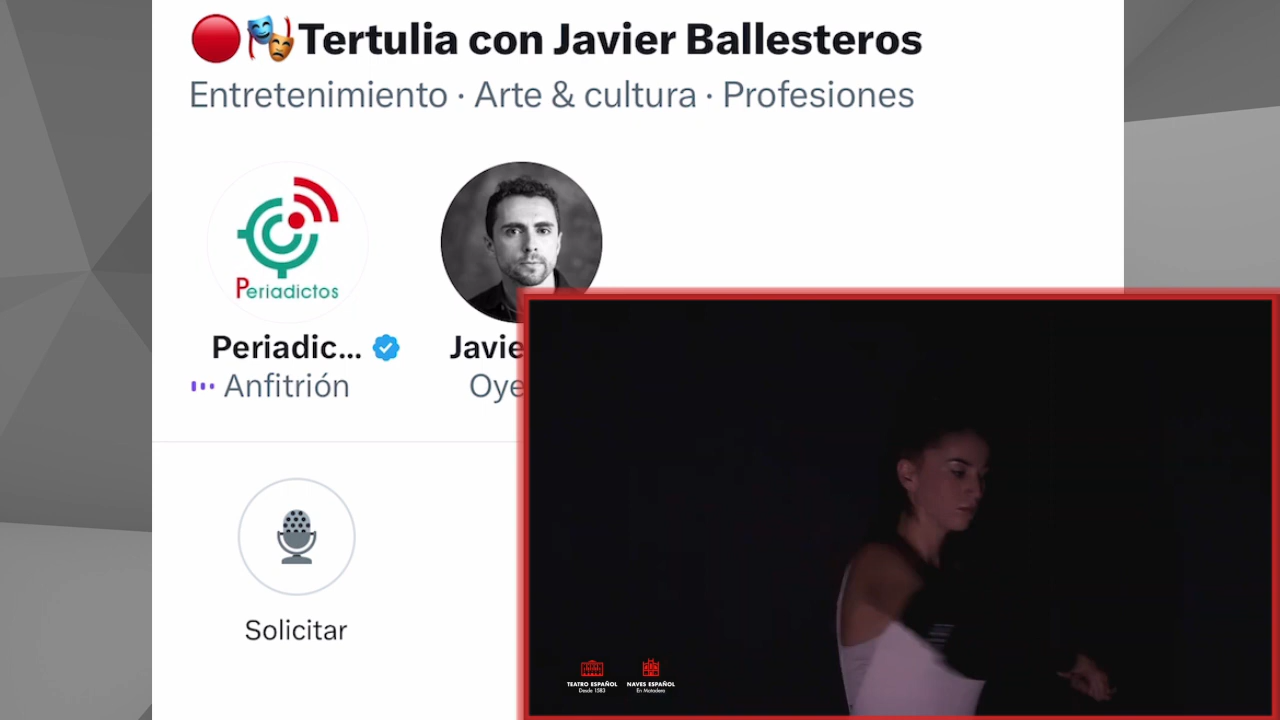 🔴🎭Tertulia con Javier Ballesteros
Entretenimiento · Arte & cultura · Profesiones
Periadictos
Periadic...
Javie
Anfitrión
Oye
Solicitar
TEATRO ESPAÑOL
Desde 1583
NAVES ESPAÑOL
En Matadero